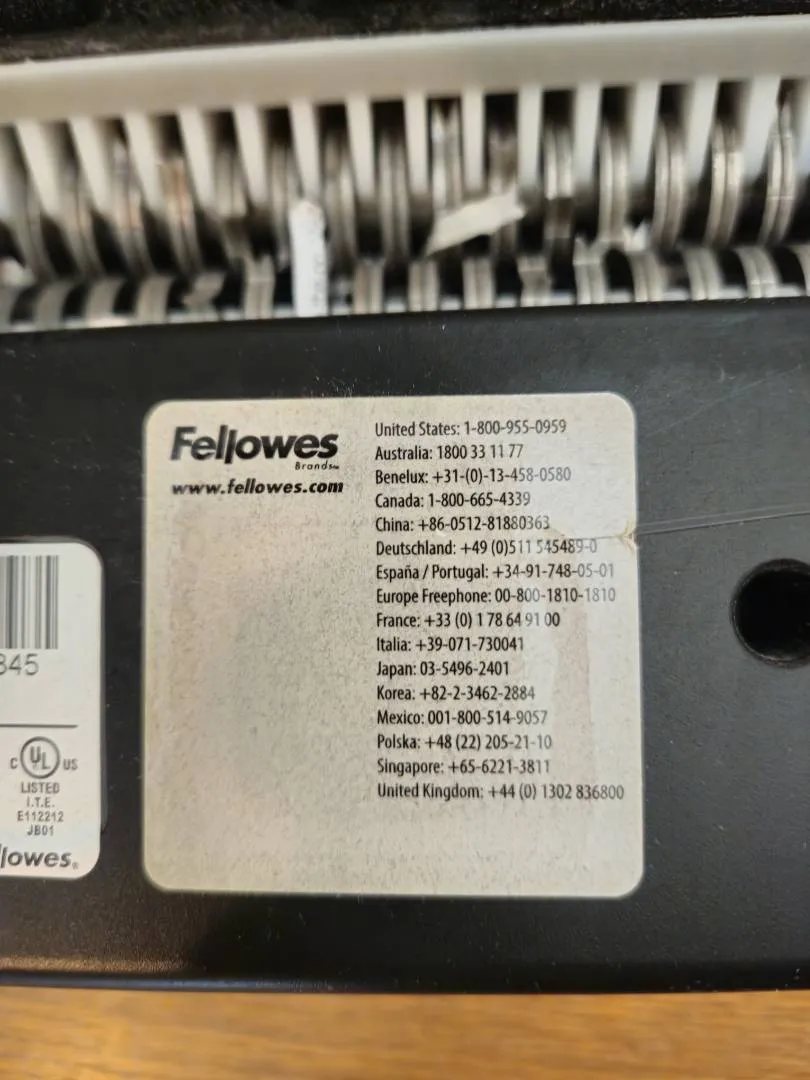 Fellowes
Brands
www.fellowes.com
United States: 1-800-955-0959
Australia: 1800 33 11 77
Benelux: +31-(0)-13-458-0580
Canada: 1-800-665-4339
China: +86-0512-81880363
Deutschland: +49 (0)511 545489-0
España / Portugal: +34-91-748-05-01
Europe Freephone: 00-800-1810-1810
France: +33 (0) 1 78 64 91 00
Italia: +39-071-730041
Japan: 03-5496-2401
Korea: +82-2-3462-2884
Mexico: 001-800-514-9057
Polska: +48 (22) 205-21-10
Singapore: +65-6221-3811
United Kingdom: +44 (0) 1302 836800
845
C UL US
LISTED
I.T.E.
E112212
JB01
lowes®